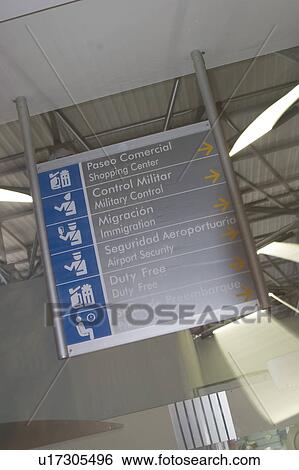 Paseo Comercial
Shopping Center
Control Militar
Military Control
Migración
Immigration
Seguridad Aeroportuaria
Airport Security
Duty Free
Duty Free
Preembarque
FOTOSEARCH
u17305496
www.fotosearch.com